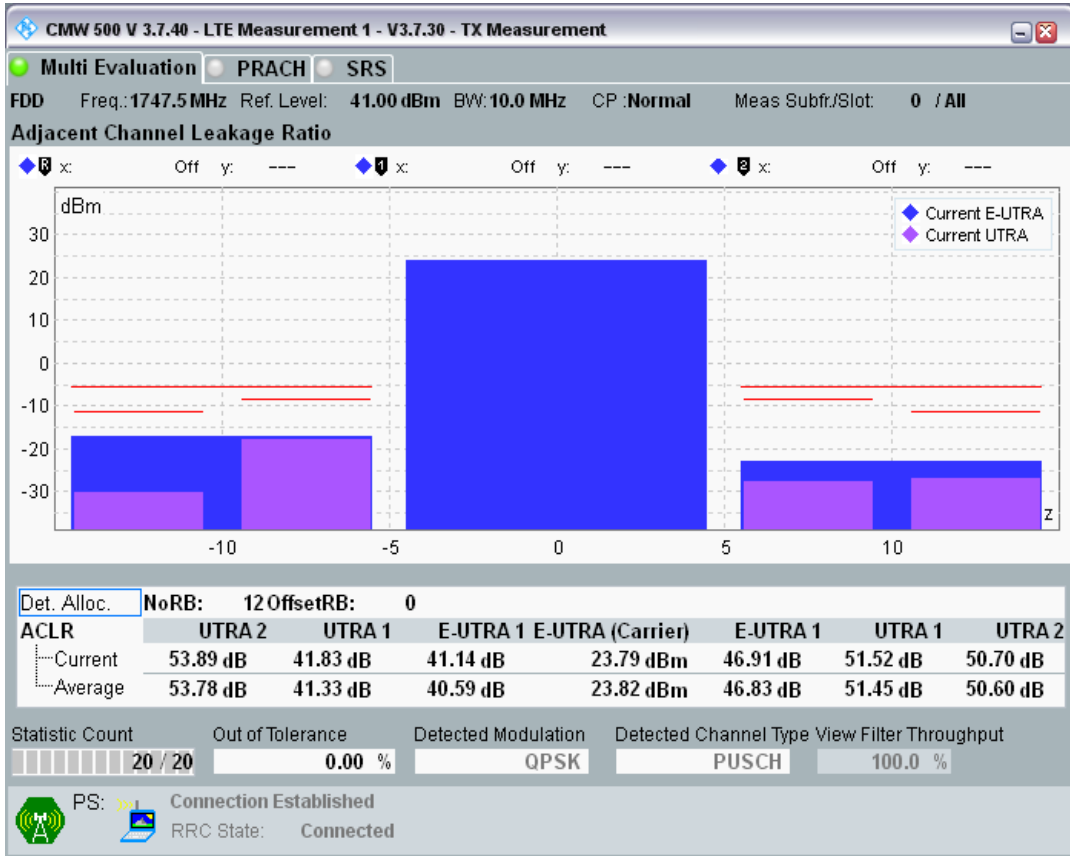 CMW 500 V 3.7.40 - LTE Measurement 1 - V3.7.30 - TX Measurement
Multi Evaluation PRACH SRS
FDD Freq.:1747.5 MHz Ref. Level: 41.00 dBm BW:10.0 MHz CP :Normal Meas Subfr./Slot: 0 / All
Adjacent Channel Leakage Ratio
R x: Off y: --- 1 x: Off y: --- 2 x: Off y: ---
dBm
Current E-UTRA
Current UTRA
30
20
10
0
-10
-20
-30
z
-10 -5 0 5 10
Det. Alloc. NoRB: 12 OffsetRB: 0
ACLR UTRA 2 UTRA 1 E-UTRA 1 E-UTRA (Carrier) E-UTRA 1 UTRA 1 UTRA 2
Current 53.89 dB 41.83 dB 41.14 dB 23.79 dBm 46.91 dB 51.52 dB 50.70 dB
Average 53.78 dB 41.33 dB 40.59 dB 23.82 dBm 46.83 dB 51.45 dB 50.60 dB
Statistic Count Out of Tolerance Detected Modulation Detected Channel Type View Filter Throughput
20 / 20 0.00 % QPSK PUSCH 100.0 %
PS: Connection Established
RRC State: Connected